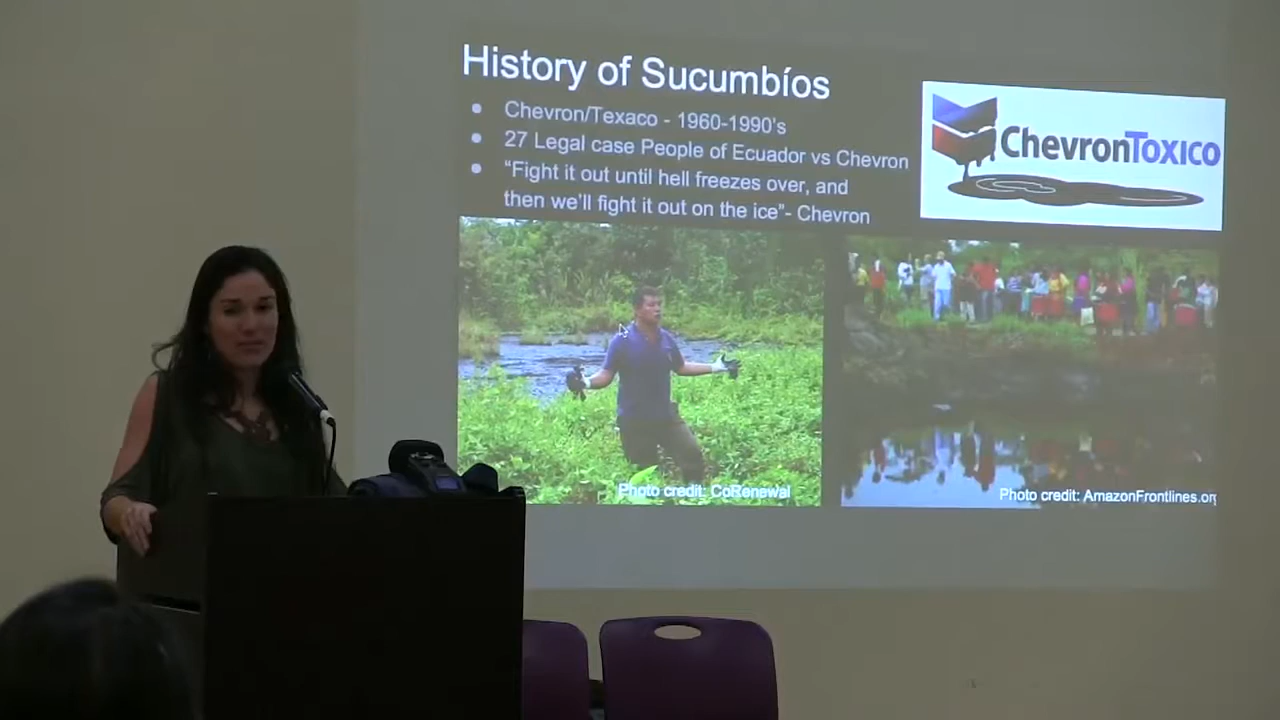 History of Sucumbíos
Chevron/Texaco - 1960-1990's
27 Legal case People of Ecuador vs Chevron
“Fight it out until hell freezes over, and
then we'll fight it out on the ice”- Chevron
ChevronToxico
Photo credit: CoRenewal
Photo credit: AmazonFrontlines.org